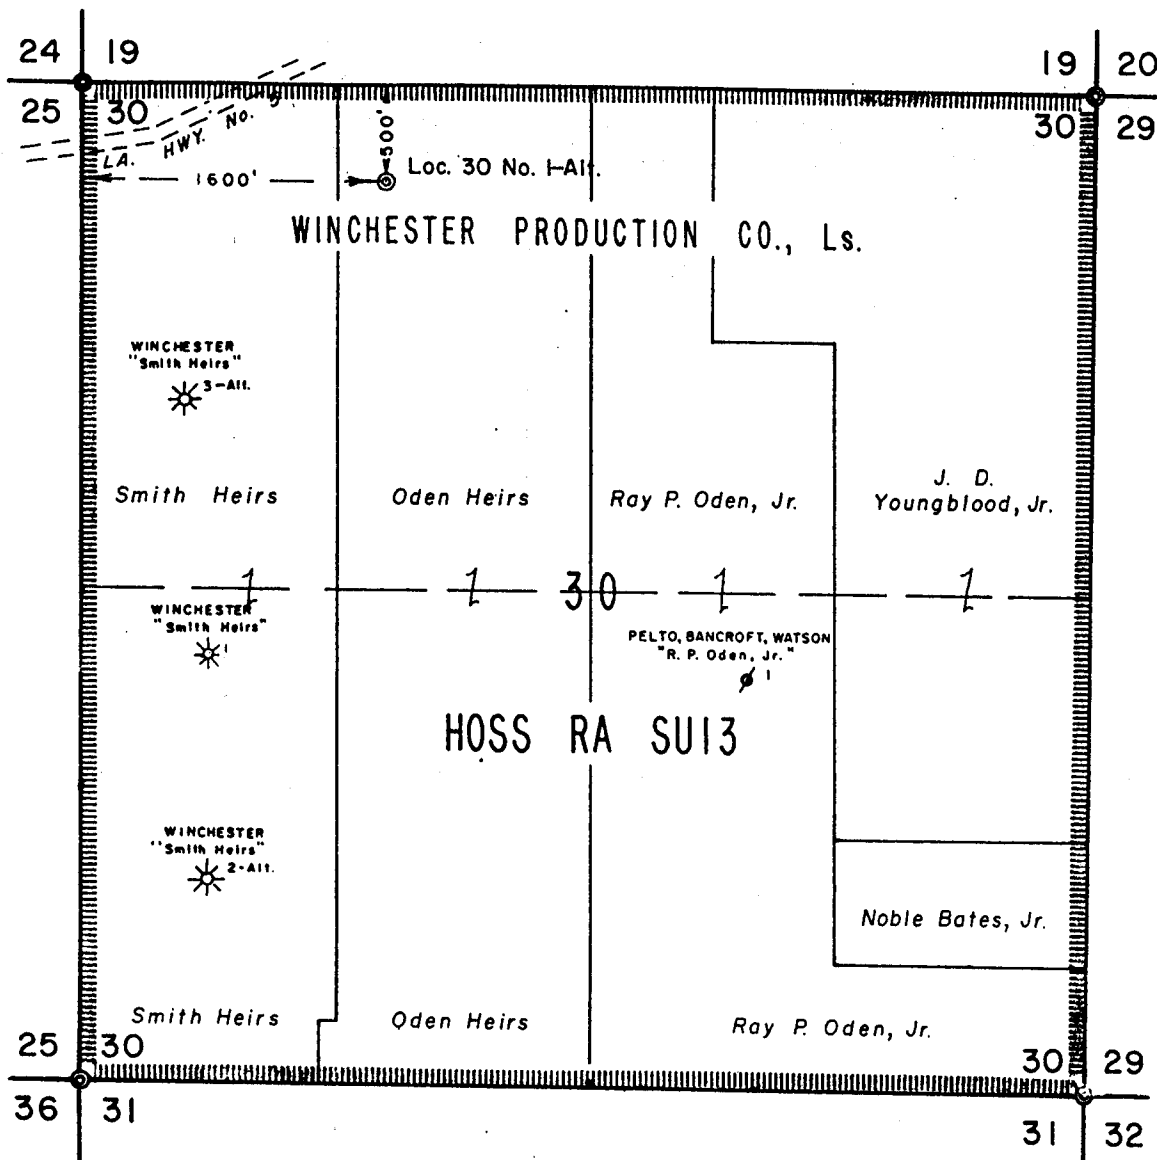 24 19
19 20
25 30
30 29
LA. HWY. No. 5
500'
1600'
Loc. 30 No. 1-Alt.
WINCHESTER PRODUCTION CO., Ls.
WINCHESTER
"Smith Heirs"
3-Alt.
Smith Heirs
Oden Heirs
Ray P. Oden, Jr.
J. D.
Youngblood, Jr.
1 1 30 1 1
WINCHESTER
"Smith Heirs"
1
PELTO, BANCROFT, WATSON
"R. P. Oden, Jr."
1
HOSS RA SU13
WINCHESTER
"Smith Heirs"
2-Alt.
Noble Bates, Jr.
Smith Heirs
Oden Heirs
Ray P. Oden, Jr.
25 30
30 29
36 31
31 32